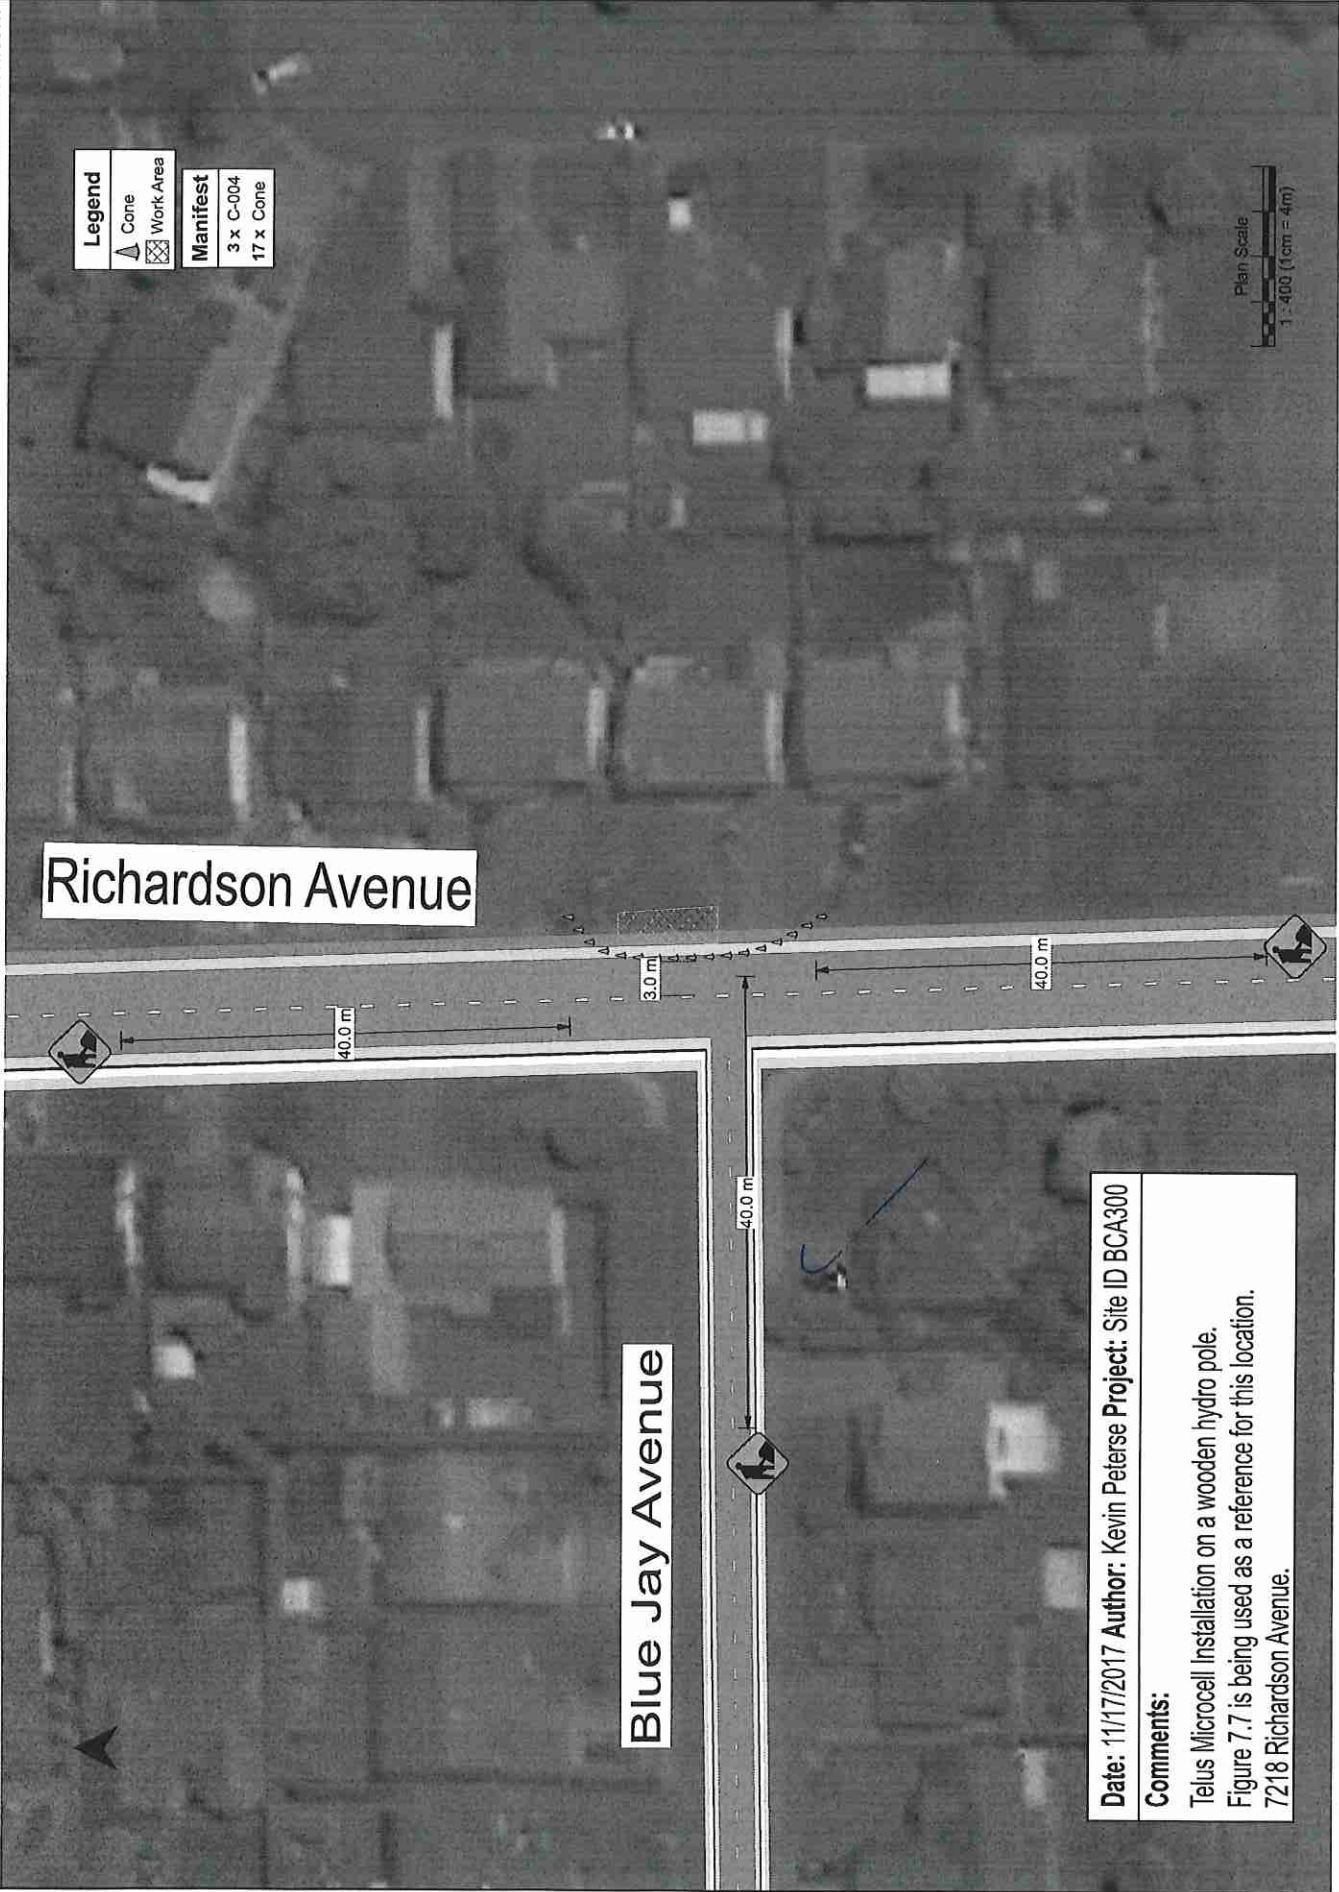 Legend
Cone
Work Area
Manifest
3 x C-004
17 x Cone
Richardson Avenue
40.0 m
3.0 m
40.0 m
40.0 m
Blue Jay Avenue
Plan Scale
1 : 400 (1cm = 4m)
Date: 11/17/2017 Author: Kevin Peterse Project: Site ID BCA300
Comments:
Telus Microcell Installation on a wooden hydro pole.
Figure 7.7 is being used as a reference for this location.
7218 Richardson Avenue.